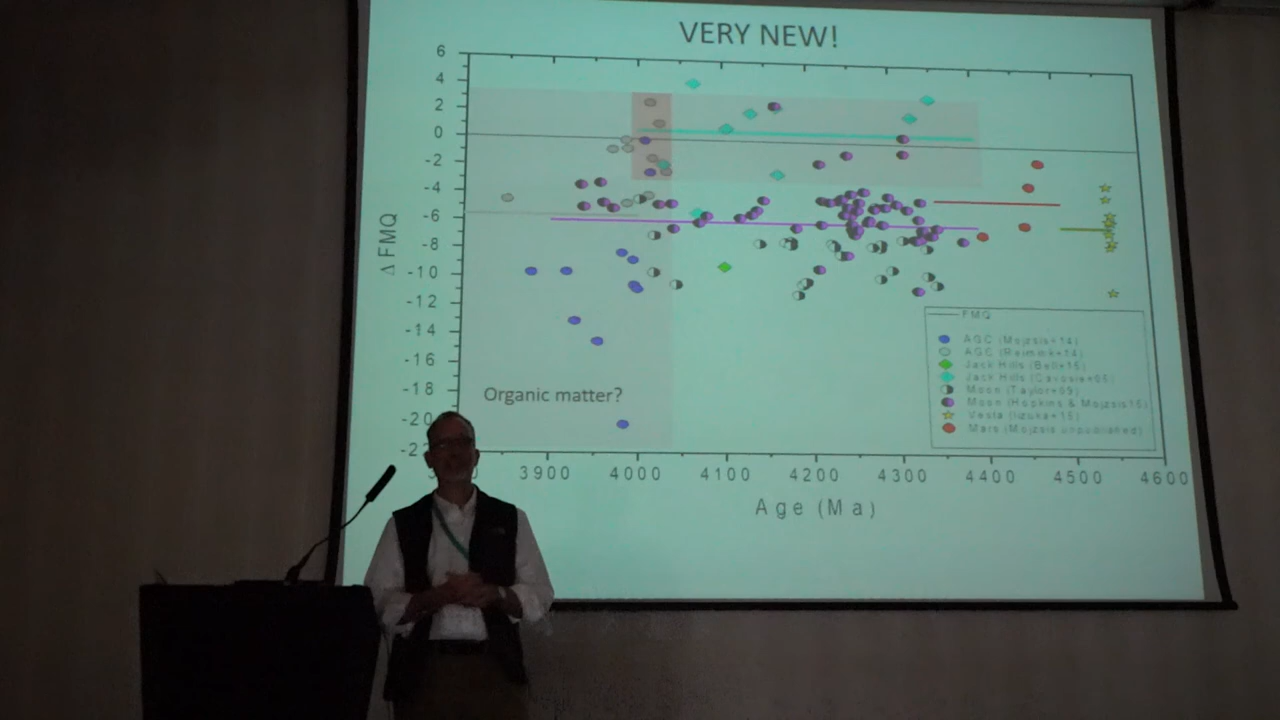 VERY NEW!
6
4
2
0
-2
-4
-6
-8
-10
-12
-14
-16
-18
-20
-2
Δ FMQ
Organic matter?
FMQ
AGC (Mojzsis+14)
AGC (Reimink+14)
Jack Hills (Bell+15)
Jack Hills (Cavosie+06)
Moon (Taylor+09)
Moon (Hopkins & Mojzsis15)
Vesta (Iizuka+15)
Mars (Mojzsis unpublished)
3900 4000 4100 4200 4300 4400 4500 4600
Age (Ma)